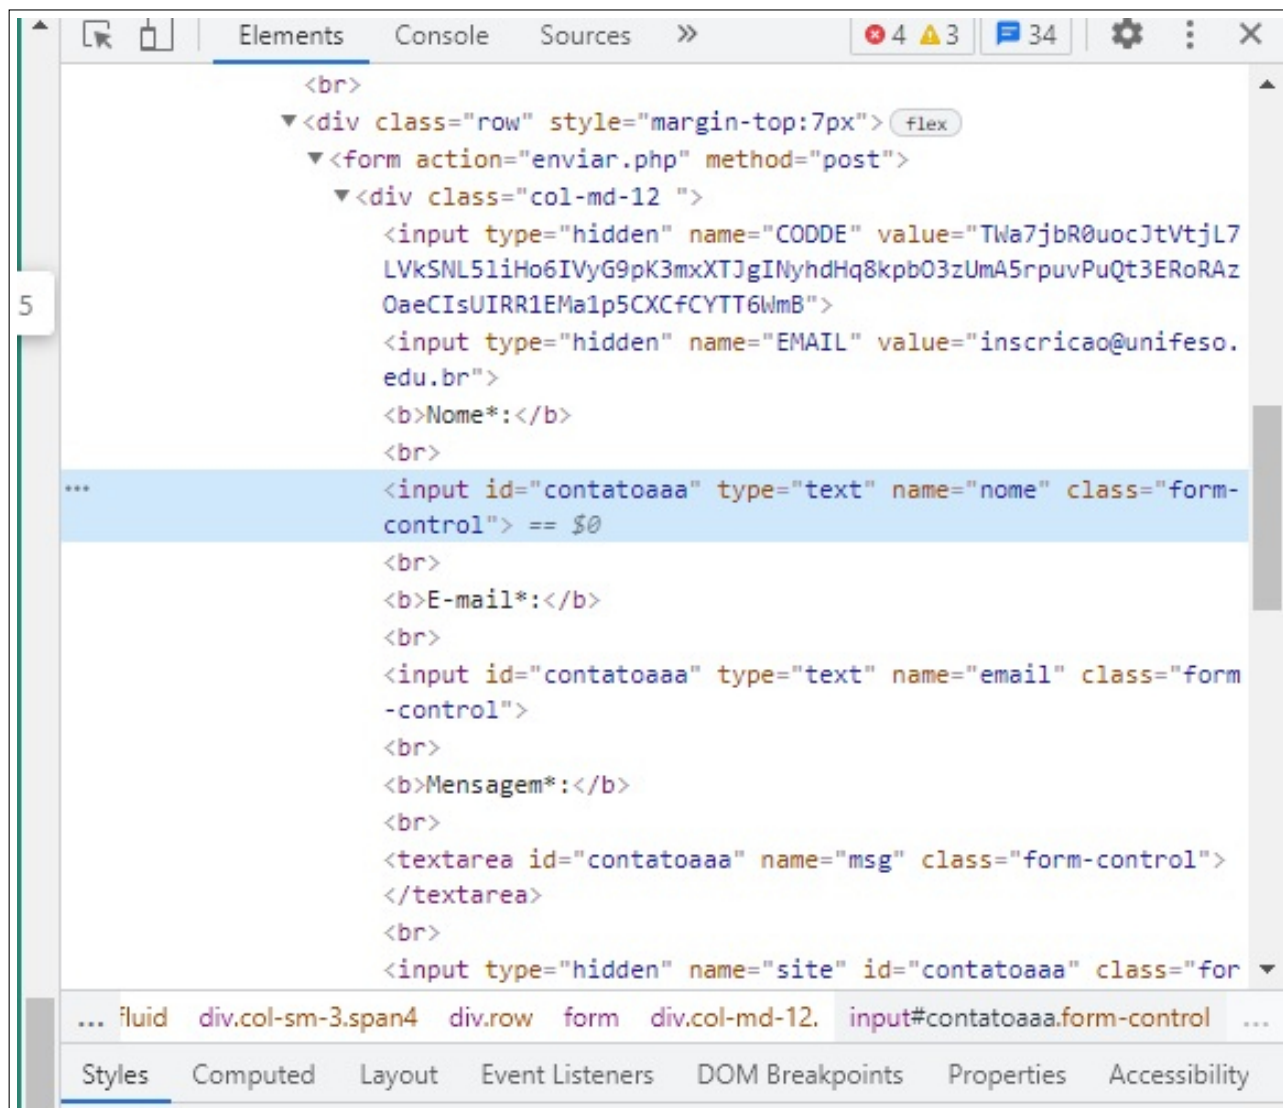 Elements Console Sources » 4 3 34
<br>
▼<div class="row" style="margin-top:7px"> flex
▼<form action="enviar.php" method="post">
▼<div class="col-md-12 ">
<input type="hidden" name="CODDE" value="TWa7jbR0uocJtVtjL7
LVkSNL5liHo6IVyG9pK3mxXTJgINyhdHq8kpbO3zUmA5rpuvPuQt3ERoRAz
OaeCIsUIRR1EMa1p5CXCfCYTT6WmB">
5
<input type="hidden" name="EMAIL" value="inscricao@unifeso.
edu.br">
<b>Nome*:</b>
<br>
... <input id="contatoaaa" type="text" name="nome" class="form-
control"> == $0
<br>
<b>E-mail*:</b>
<br>
<input id="contatoaaa" type="text" name="email" class="form
-control">
<br>
<b>Mensagem*:</b>
<br>
<textarea id="contatoaaa" name="msg" class="form-control">
</textarea>
<br>
<input type="hidden" name="site" id="contatoaaa" class="for
... fluid div.col-sm-3.span4 div.row form div.col-md-12. input#contatoaaa.form-control ...
Styles Computed Layout Event Listeners DOM Breakpoints Properties Accessibility